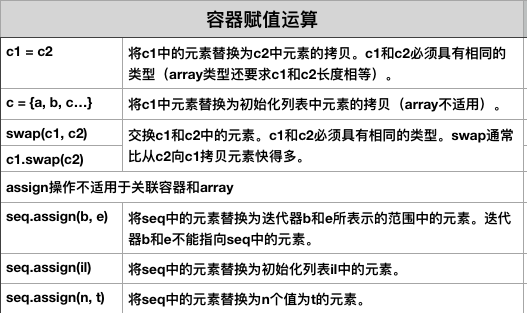 容器赋值运算
c1 = c2
将c1中的元素替换为c2中元素的拷贝。c1和c2必须具有相同的
类型（array类型还要求c1和c2长度相等）。
c = {a, b, c…}
将c1中元素替换为初始化列表中元素的拷贝（array不适用）。
swap(c1, c2)
c1.swap(c2)
交换c1和c2中的元素。c1和c2必须具有相同的类型。swap通常
比从c2向c1拷贝元素快得多。
assign操作不适用于关联容器和array
seq.assign(b, e)
将seq中的元素替换为迭代器b和e所表示的范围中的元素。迭代
器b和e不能指向seq中的元素。
seq.assign(il)
将seq中的元素替换为初始化列表il中的元素。
seq.assign(n, t)
将seq中的元素替换为n个值为t的元素。